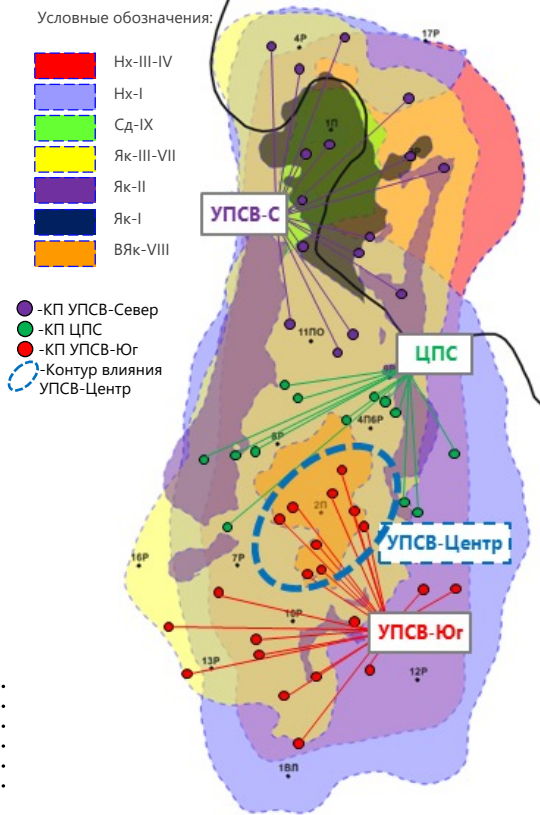 Условные обозначения:
Нх-III-IV
Нх-I
Сд-IX
Як-III-VII
Як-II
Як-I
ВЯк-VIII
-КП УПСВ-Север
-КП ЦПС
-КП УПСВ-Юг
-Контур влияния
УПСВ-Центр
17Р
4Р
1П
УПСВ-С
11ПО
ЦПС
4П6Р
8Р
2П
УПСВ-Центр
16Р
7Р
10Р
УПСВ-Юг
13Р
12Р
1ВП